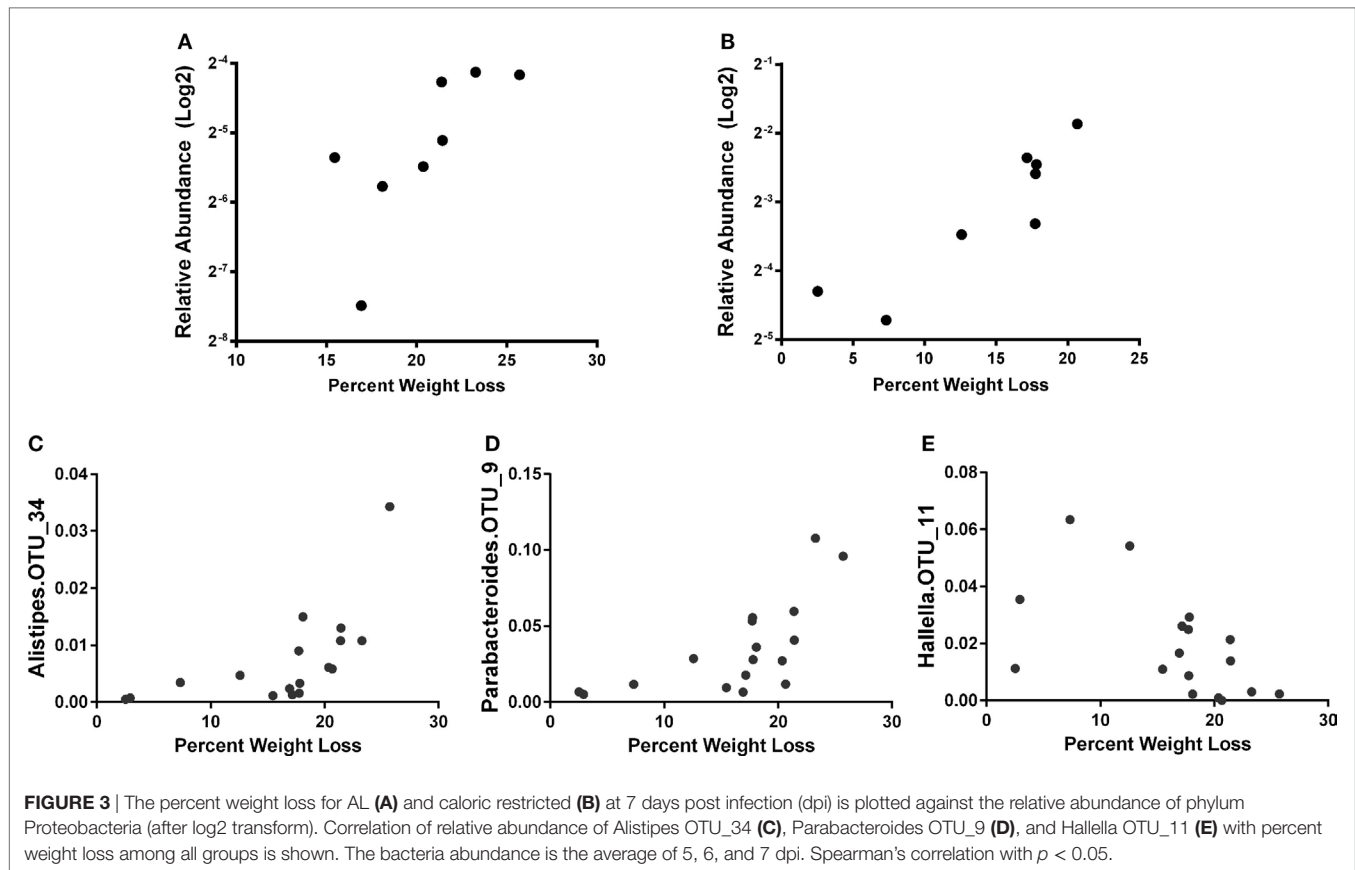 A
Relative Abundance (Log2)
2-4
2-5
2-6
2-7
2-8
10 15 20 25 30
Percent Weight Loss
B
Relative Abundance (Log2)
2-1
2-2
2-3
2-4
2-5
0 5 10 15 20 25
Percent Weight Loss
C
Alistipes.OTU_34
0.04
0.03
0.02
0.01
0.00
0 10 20 30
Percent Weight Loss
D
Parabacteroides.OTU_9
0.15
0.10
0.05
0.00
0 10 20 30
Percent Weight Loss
E
Hallella.OTU_11
0.08
0.06
0.04
0.02
0.00
0 10 20 30
Percent Weight Loss
FIGURE 3 | The percent weight loss for AL (A) and caloric restricted (B) at 7 days post infection (dpi) is plotted against the relative abundance of phylum
Proteobacteria (after log2 transform). Correlation of relative abundance of Alistipes OTU_34 (C), Parabacteroides OTU_9 (D), and Hallella OTU_11 (E) with percent
weight loss among all groups is shown. The bacteria abundance is the average of 5, 6, and 7 dpi. Spearman's correlation with p < 0.05.